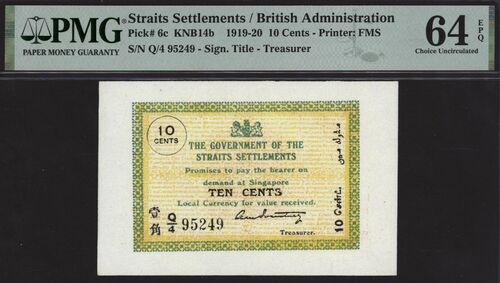 PMG
PAPER MONEY GUARANTY
Straits Settlements / British Administration
Pick# 6c KNB14b 1919-20 10 Cents - Printer: FMS
S/N Q/4 95249 - Sign. Title - Treasurer
64 EPQ
Choice Uncirculated
10
CENTS
THE GOVERNMENT OF THE
STRAITS SETTLEMENTS
Promises to pay the bearer on
demand at Singapore
TEN CENTS
Local Currency for value received.
壹角
Q/4 95249
Treasurer.
10